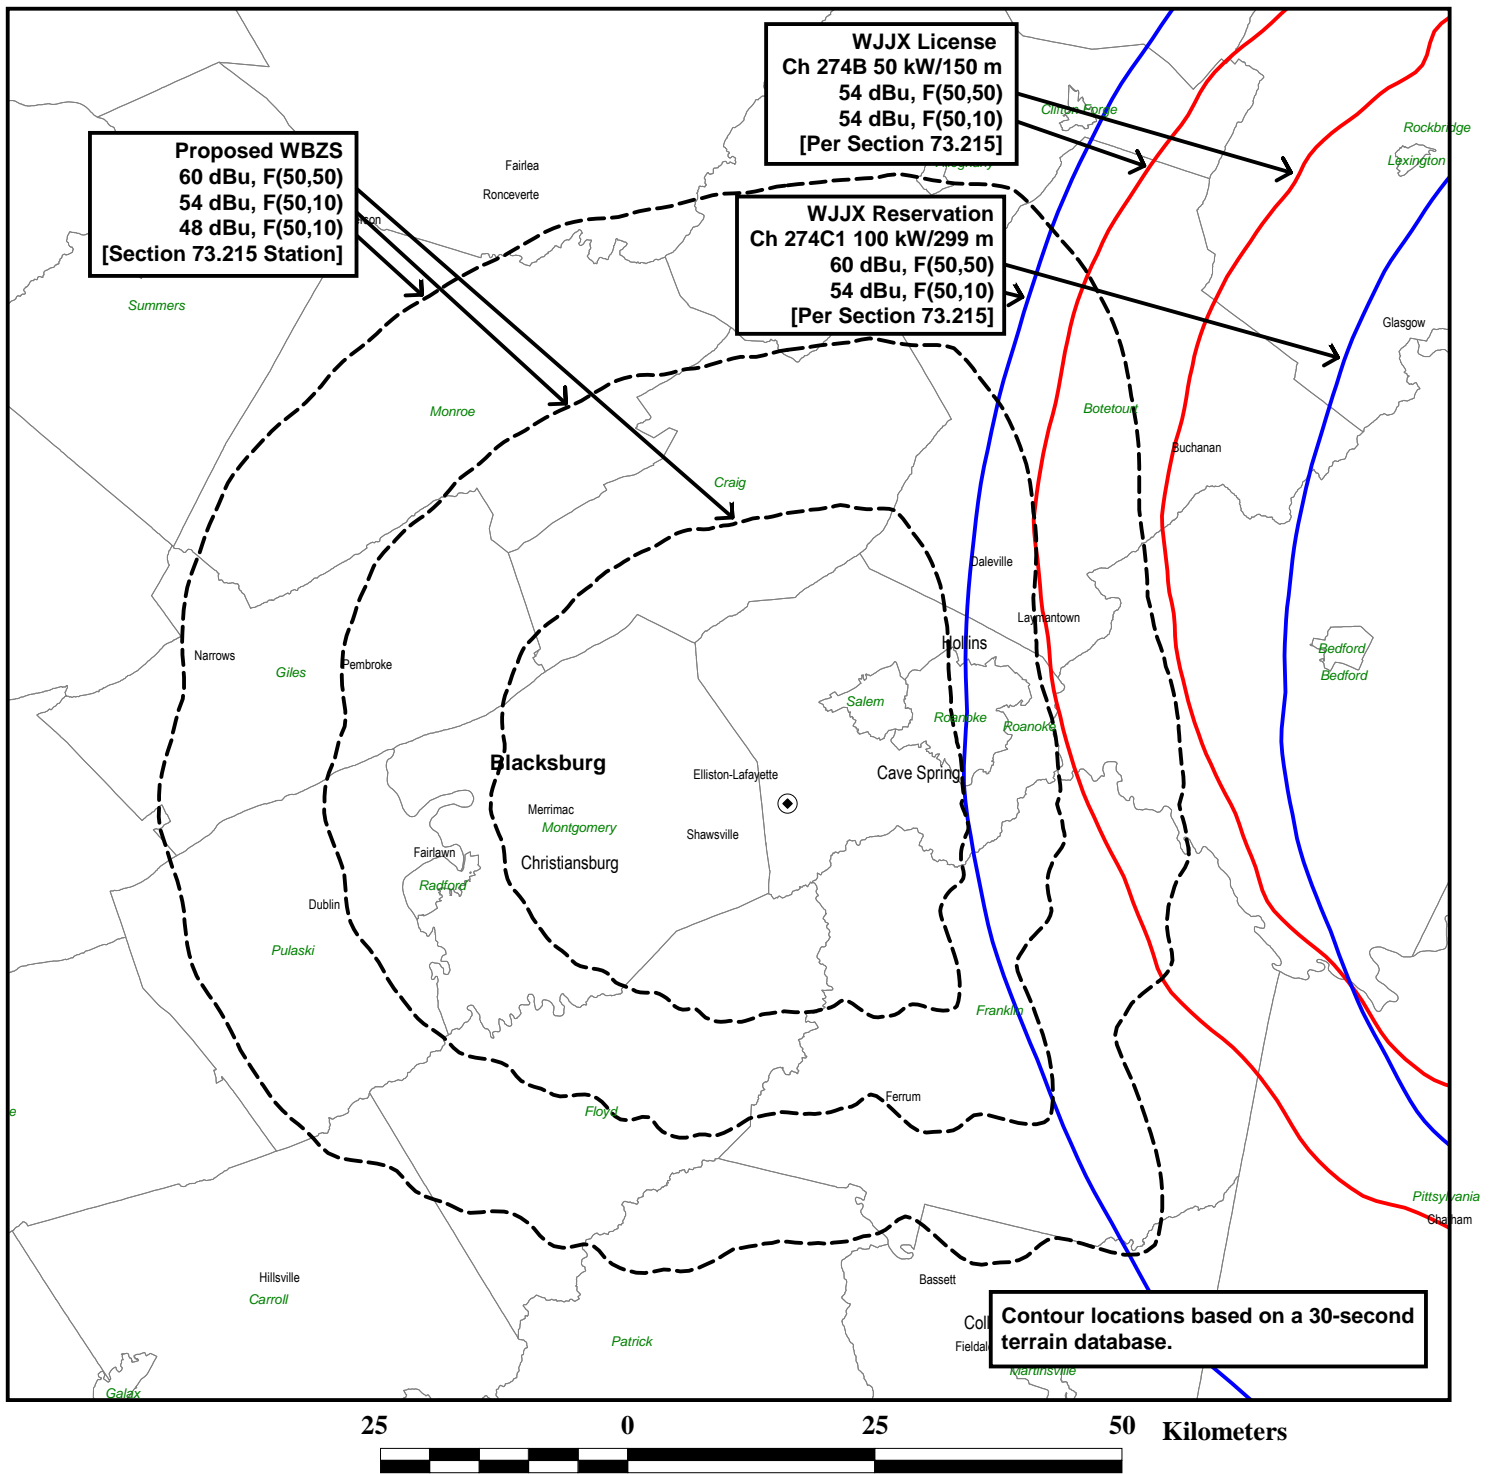 WJJX License
Ch 274B 50 kW/150 m
54 dBu, F(50,50)
54 dBu, F(50,10)
[Per Section 73.215]
Clifton Forge
Rockbridge
Lexington
Proposed WBZS
60 dBu, F(50,50)
54 dBu, F(50,10)
48 dBu, F(50,10)
[Section 73.215 Station]
Fairlea
Ronceverte
WJJX Reservation
Ch 274C1 100 kW/299 m
60 dBu, F(50,50)
54 dBu, F(50,10)
[Per Section 73.215]
Summers
Glasgow
Monroe
Botetourt
Buchanan
Craig
Daleville
Laymantown
Hollins
Narrows
Pembroke
Giles
Bedford
Bedford
Salem
Roanoke
Roanoke
Blacksburg
Elliston-Lafayette
Cave Spring
Merrimac
Montgomery
Shawsville
Fairlawn
Christiansburg
Radford
Dublin
Pulaski
Franklin
Ferrum
Floyd
Pittsylvania
Chatham
Hillsville
Carroll
Bassett
Patrick
Contour locations based on a 30-second
terrain database.
Martinsville
Galax
25 0 25 50 Kilometers